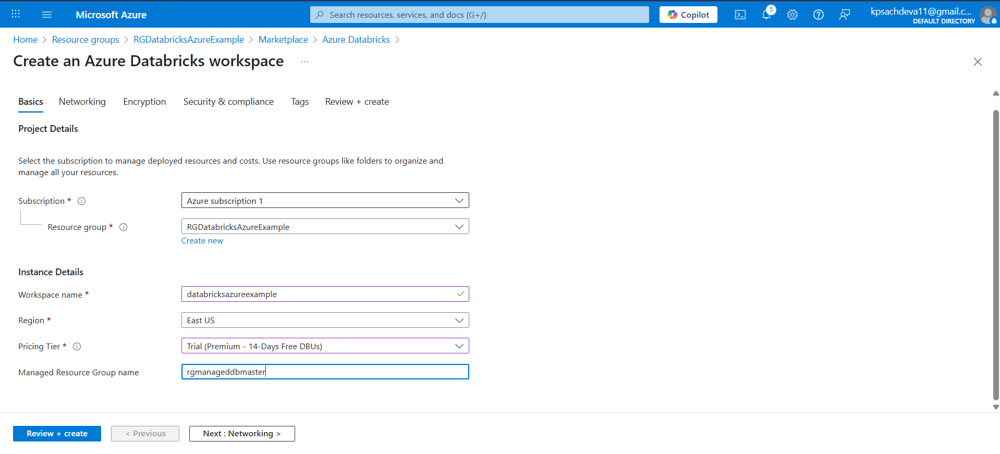 Microsoft Azure
Search resources, services, and docs (G+/)
Copilot
5
kpsachdeva11@gmail.c...
DEFAULT DIRECTORY
Home > Resource groups > RGDatabricksAzureExample > Marketplace > Azure Databricks >
Create an Azure Databricks workspace ...
Basics Networking Encryption Security & compliance Tags Review + create
Project Details
Select the subscription to manage deployed resources and costs. Use resource groups like folders to organize and
manage all your resources.
Subscription * Azure subscription 1
Resource group * RGDatabricksAzureExample
Create new
Instance Details
Workspace name * databricksazureexample
Region * East US
Pricing Tier * Trial (Premium - 14-Days Free DBUs)
Managed Resource Group name rgmanageddbmaster
Review + create < Previous Next : Networking >